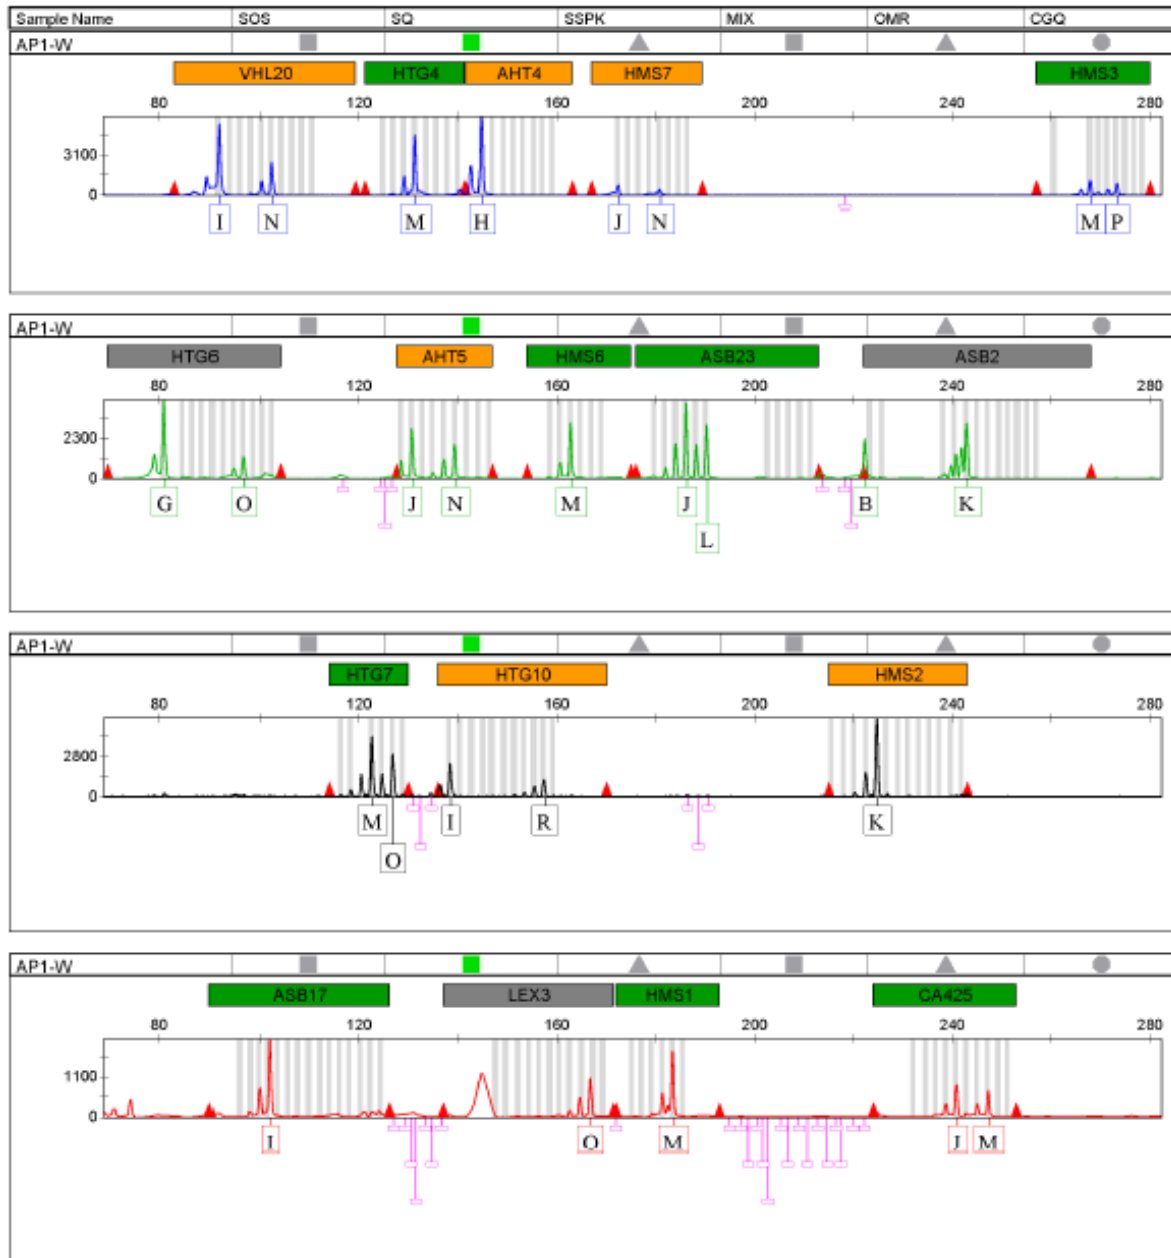 Sample Name SOS SQ SSPK MIX OMR CGQ
AP1-W
VHL20 HTG4 AHT4 HMS7 HMS3
80 120 160 200 240 280
3100
0
I N M H J N M P
AP1-W
HTG6 AHT5 HMS6 ASB23 ASB2
80 120 160 200 240 280
2300
0
G O J N M J B K
L
AP1-W
HTG7 HTG10 HMS2
80 120 160 200 240 280
2800
0
M I R K
O
AP1-W
ASB17 LEX3 HMS1 CA425
80 120 160 200 240 280
1100
0
I O M J M